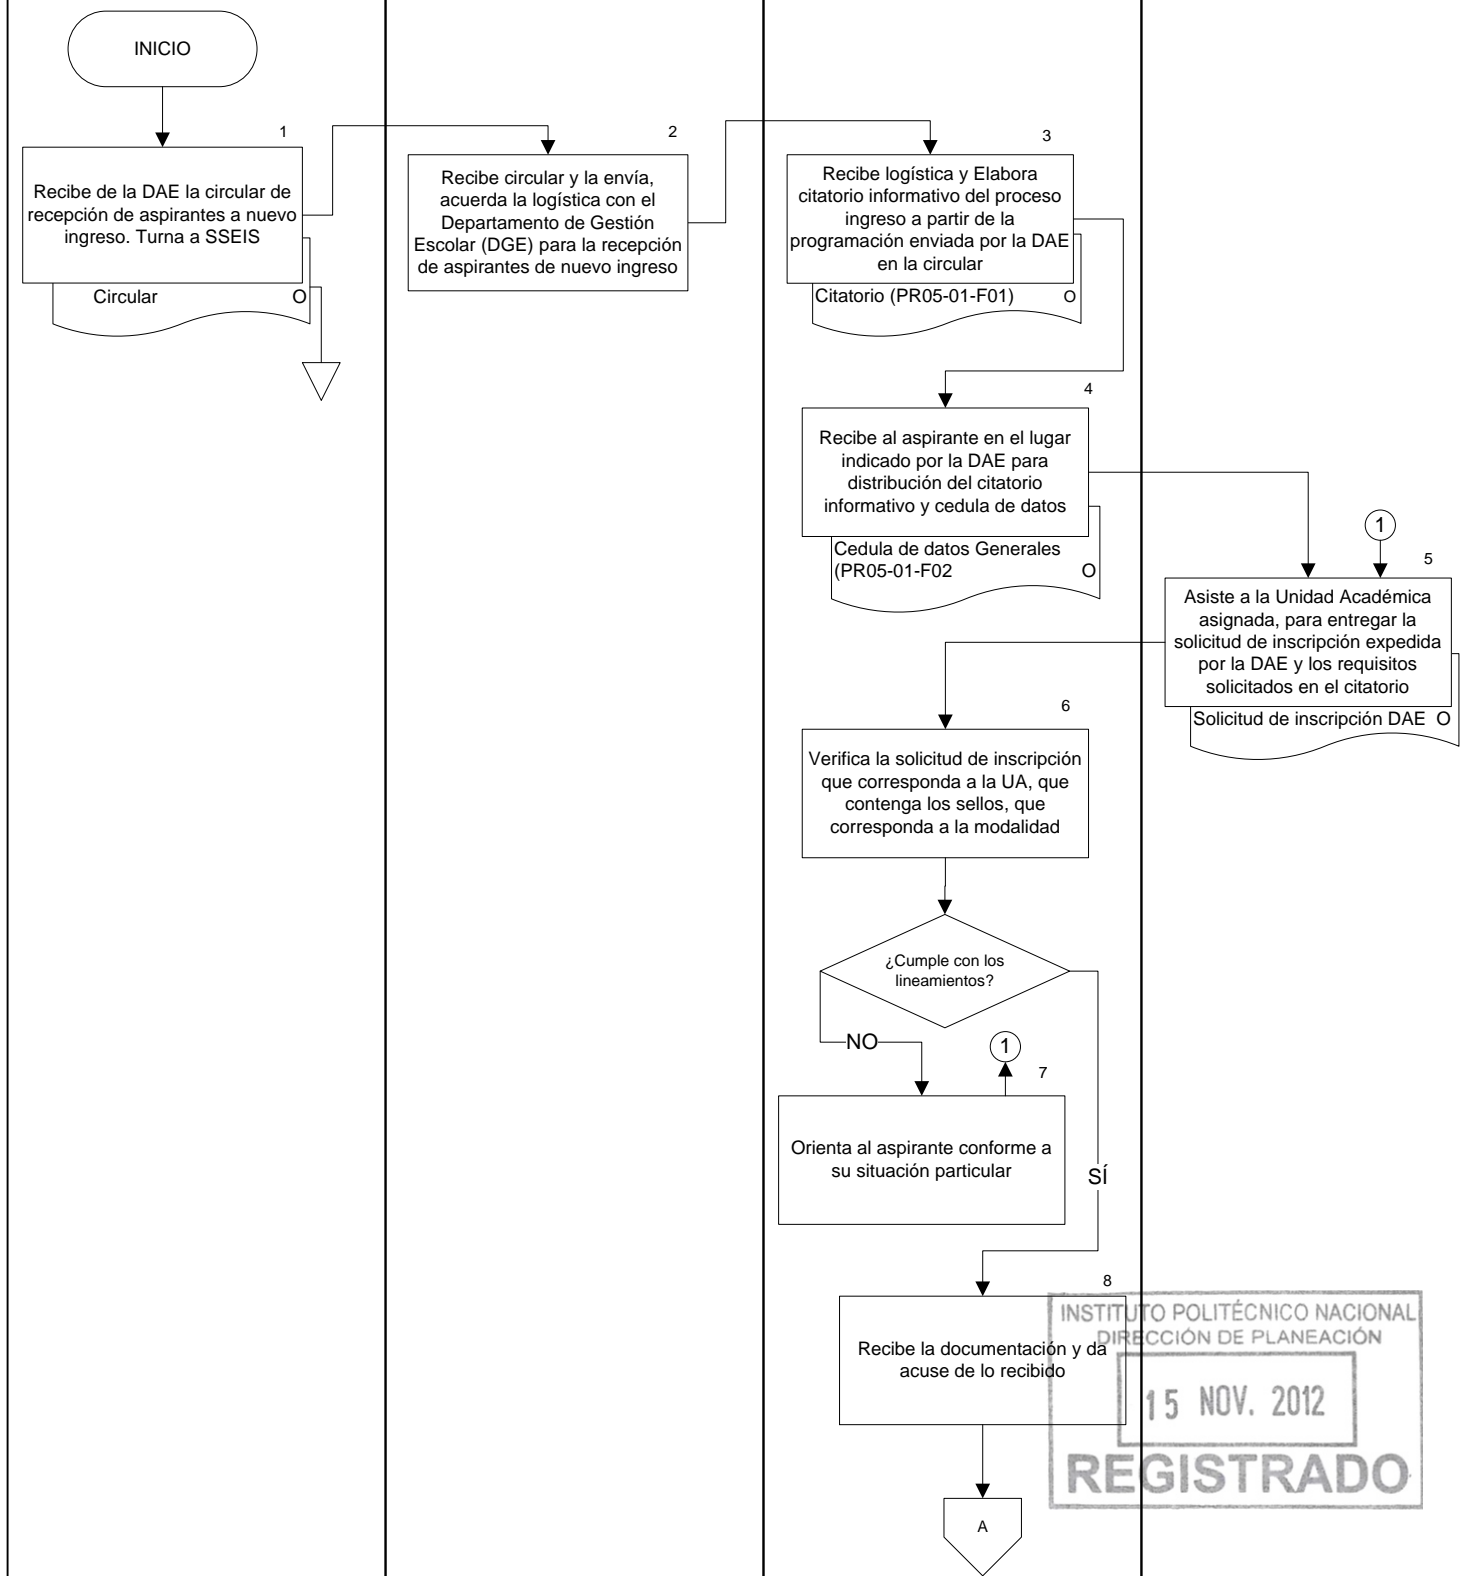 INICIO
1
Recibe de la DAE la circular de
recepción de aspirantes a nuevo
ingreso. Turna a SSEIS
Circular O
2
Recibe circular y la envía,
acuerda la logística con el
Departamento de Gestión
Escolar (DGE) para la recepción
de aspirantes de nuevo ingreso
3
Recibe logística y Elabora
citatorio informativo del proceso
ingreso a partir de la
programación enviada por la DAE
en la circular
Citatorio (PR05-01-F01) O
4
Recibe al aspirante en el lugar
indicado por la DAE para
distribución del citatorio
informativo y cedula de datos
Cedula de datos Generales
(PR05-01-F02 O
1
5
Asiste a la Unidad Académica
asignada, para entregar la
solicitud de inscripción expedida
por la DAE y los requisitos
solicitados en el citatorio
Solicitud de inscripción DAE O
6
Verifica la solicitud de inscripción
que corresponda a la UA, que
contenga los sellos, que
corresponda a la modalidad
¿Cumple con los
lineamientos?
NO
1
7
Orienta al aspirante conforme a
su situación particular
SÍ
8
Recibe la documentación y da
acuse de lo recibido
A
INSTITUTO POLITÉCNICO NACIONAL
DIRECCIÓN DE PLANEACIÓN
15 NOV. 2012
REGISTRADO